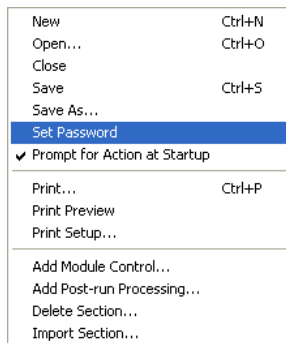 New Ctrl+N
Open... Ctrl+O
Close
Save Ctrl+S
Save As...
Set Password
Prompt for Action at Startup
Print... Ctrl+P
Print Preview
Print Setup...
Add Module Control...
Add Post-run Processing...
Delete Section...
Import Section...